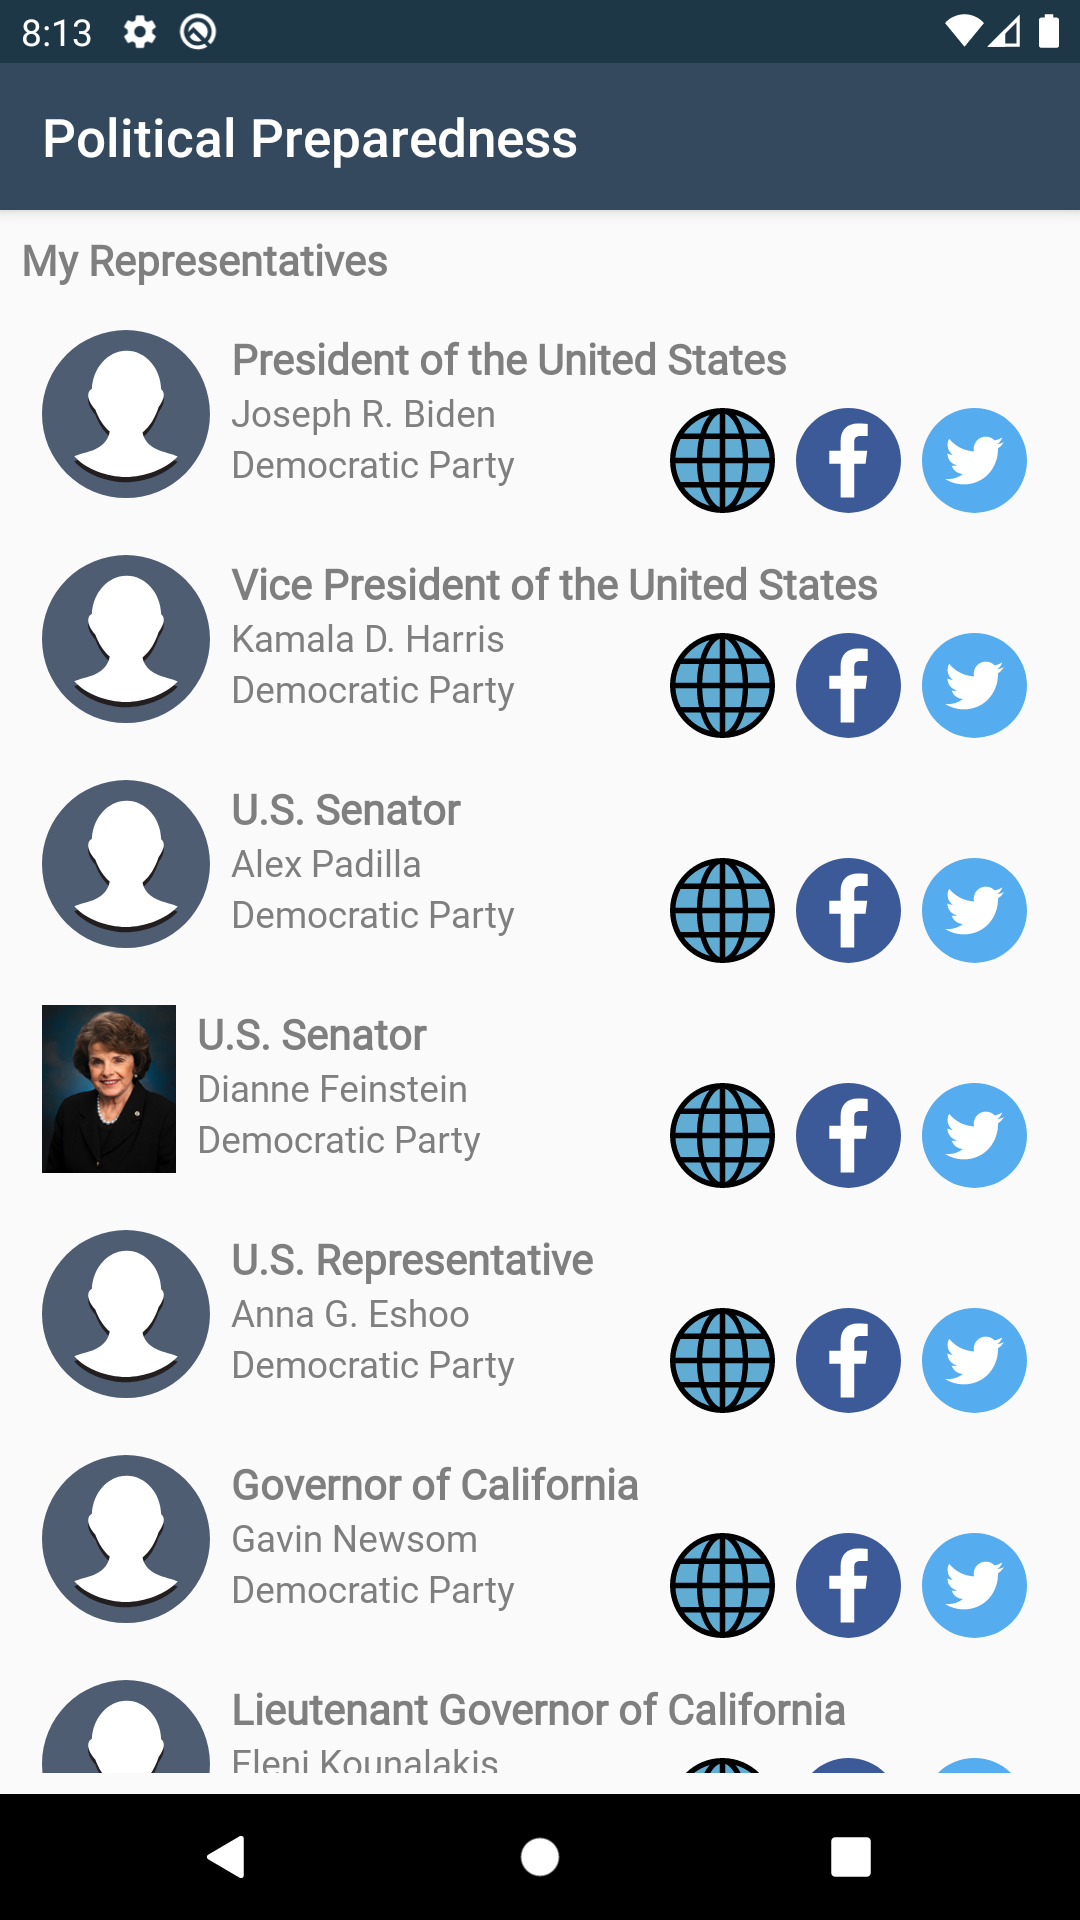 8:13
Political Preparedness
My Representatives
President of the United States
Joseph R. Biden
Democratic Party
Vice President of the United States
Kamala D. Harris
Democratic Party
U.S. Senator
Alex Padilla
Democratic Party
U.S. Senator
Dianne Feinstein
Democratic Party
U.S. Representative
Anna G. Eshoo
Democratic Party
Governor of California
Gavin Newsom
Democratic Party
Lieutenant Governor of California
Eleni Kounalakis